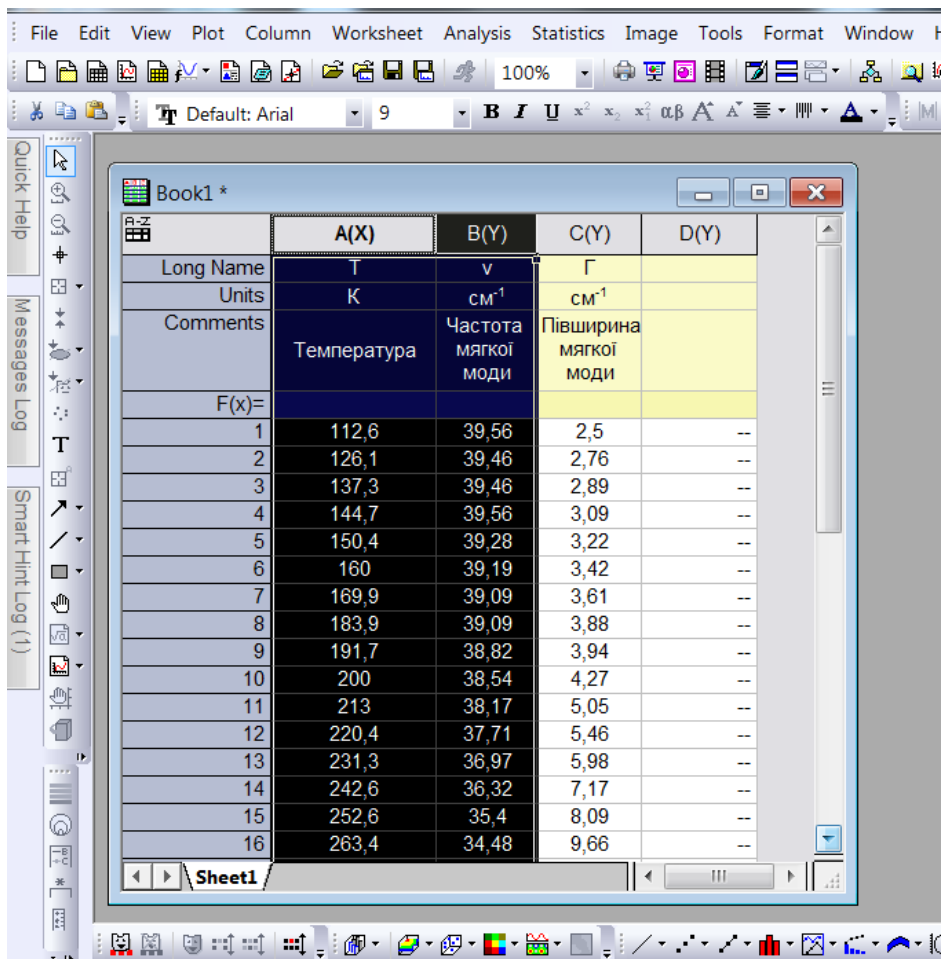 File Edit View Plot Column Worksheet Analysis Statistics Image Tools Format Window
100%
Default: Arial 9 B I U x² x₂ αβ A A A
Quick Help
Messages Log
Smart Hint Log (1)
T
Book1 *
A(X) B(Y) C(Y) D(Y)
Long Name T ν Г
Units К см⁻¹ см⁻¹
Comments Температура Частота мягкої моди Півширина мягкої моди
F(x)=
1 112,6 39,56 2,5 --
2 126,1 39,46 2,76 --
3 137,3 39,46 2,89 --
4 144,7 39,56 3,09 --
5 150,4 39,28 3,22 --
6 160 39,19 3,42 --
7 169,9 39,09 3,61 --
8 183,9 39,09 3,88 --
9 191,7 38,82 3,94 --
10 200 38,54 4,27 --
11 213 38,17 5,05 --
12 220,4 37,71 5,46 --
13 231,3 36,97 5,98 --
14 242,6 36,32 7,17 --
15 252,6 35,4 8,09 --
16 263,4 34,48 9,66 --
Sheet1